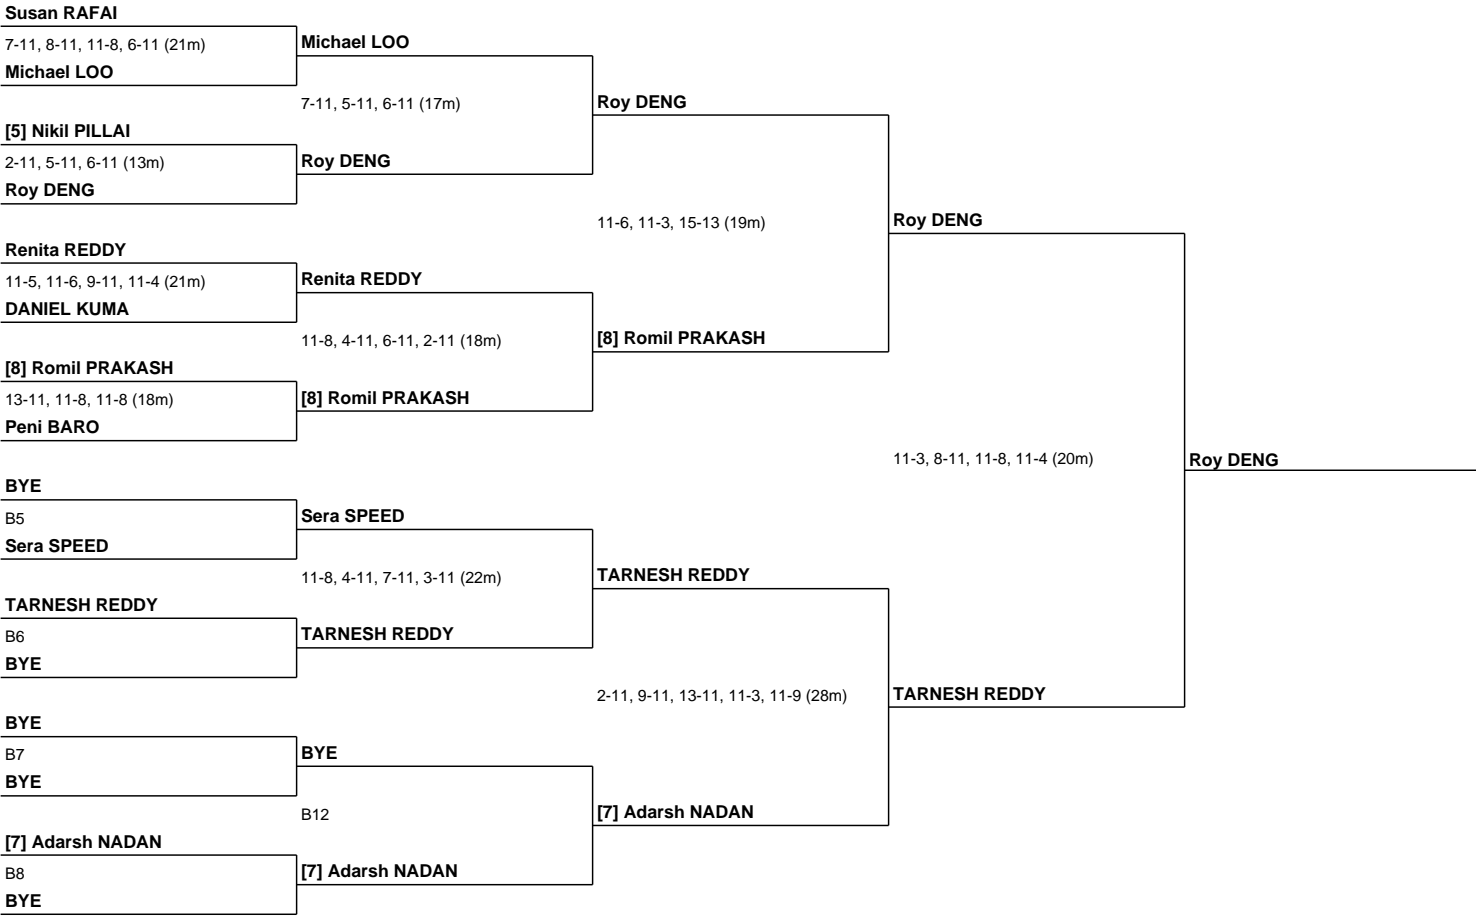 Susan RAFAI
7-11, 8-11, 11-8, 6-11 (21m)
Michael LOO
[5] Nikil PILLAI
2-11, 5-11, 6-11 (13m)
Roy DENG
Renita REDDY
11-5, 11-6, 9-11, 11-4 (21m)
DANIEL KUMA
[8] Romil PRAKASH
13-11, 11-8, 11-8 (18m)
Peni BARO
BYE
B5
Sera SPEED
TARNESH REDDY
B6
BYE
BYE
B7
BYE
[7] Adarsh NADAN
B8
BYE
Michael LOO
7-11, 5-11, 6-11 (17m)
Roy DENG
Renita REDDY
11-8, 4-11, 6-11, 2-11 (18m)
[8] Romil PRAKASH
Sera SPEED
11-8, 4-11, 7-11, 3-11 (22m)
TARNESH REDDY
BYE
B12
[7] Adarsh NADAN
Roy DENG
11-6, 11-3, 15-13 (19m)
[8] Romil PRAKASH
TARNESH REDDY
2-11, 9-11, 13-11, 11-3, 11-9 (28m)
[7] Adarsh NADAN
Roy DENG
11-3, 8-11, 11-8, 11-4 (20m)
TARNESH REDDY
Roy DENG